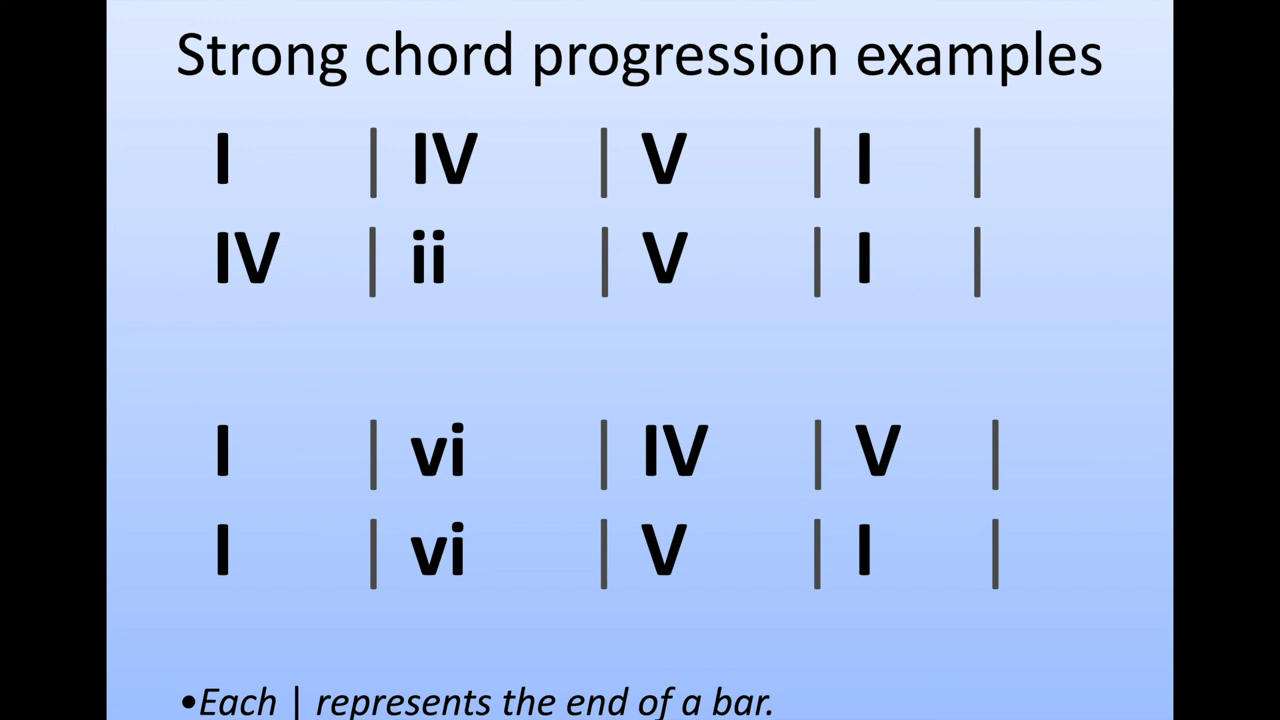 Strong chord progression examples
I | IV | V | I |
IV | ii | V | I |
I | vi | IV | V |
I | vi | V | I |
•Each | represents the end of a bar.